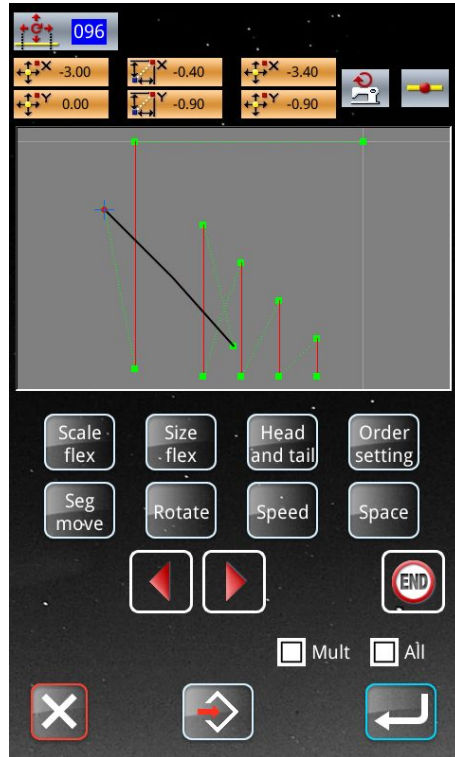 096
X -3.00 X -0.40 X -3.40
Y 0.00 Y -0.90 Y -0.90
Scale flex
Size flex
Head and tail
Order setting
Seg move
Rotate
Speed
Space
END
Mult
All